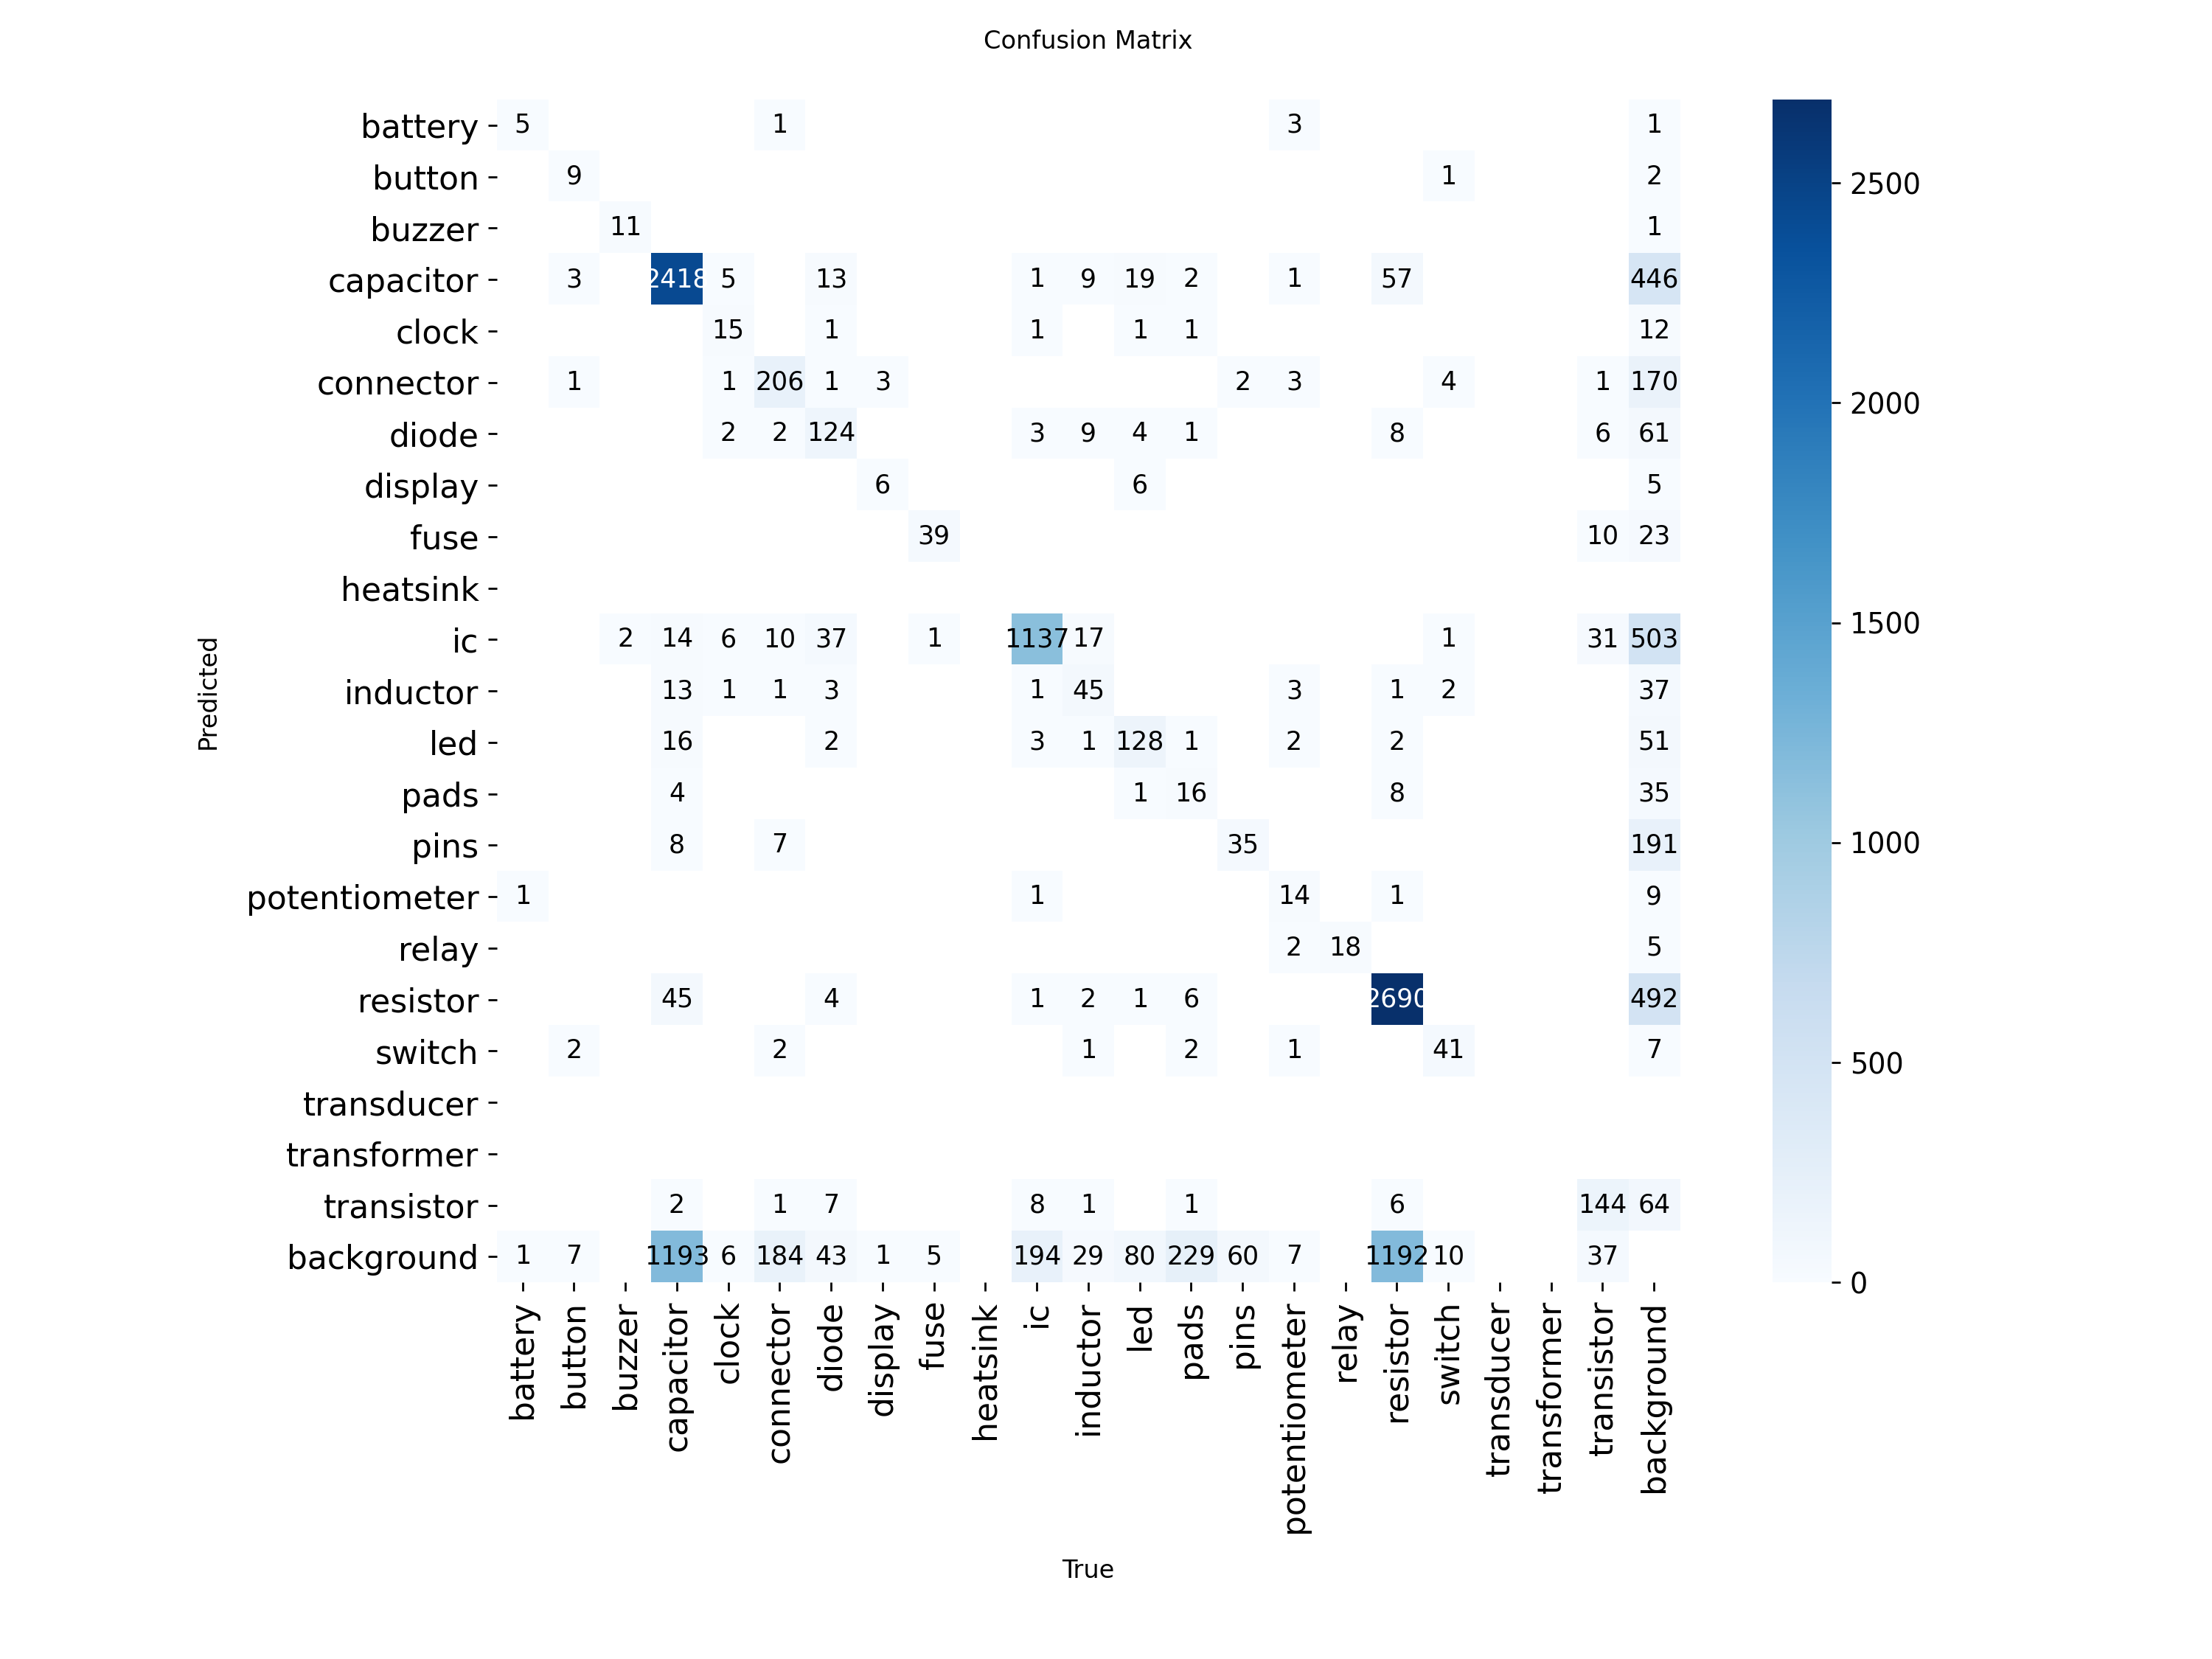 Confusion Matrix
battery 5 1 3 1
button 9 1 2
buzzer 11 1
capacitor 3 2418 5 13 1 9 19 2 1 57 446
clock 15 1 1 1 1 12
connector 1 1 206 1 3 2 3 4 1 170
diode 2 2 124 3 9 4 1 8 6 61
display 6 6 5
fuse 39 10 23
heatsink
ic 2 14 6 10 37 1 1137 17 1 31 503
inductor 13 1 1 3 1 45 3 1 2 37
led 16 2 3 1 128 1 2 2 51
pads 4 1 16 8 35
pins 8 7 35 191
potentiometer 1 1 14 1 9
relay 2 18 5
resistor 45 4 1 2 1 6 2690 492
switch 2 2 1 2 1 41 7
transducer
transformer
transistor 2 1 7 8 1 1 6 144 64
background 1 7 1193 6 184 43 1 5 194 29 80 229 60 7 1192 10 37
battery button buzzer capacitor clock connector diode display fuse heatsink ic inductor led pads pins potentiometer relay resistor switch transducer transformer transistor background
Predicted
True
2500
2000
1500
1000
500
0